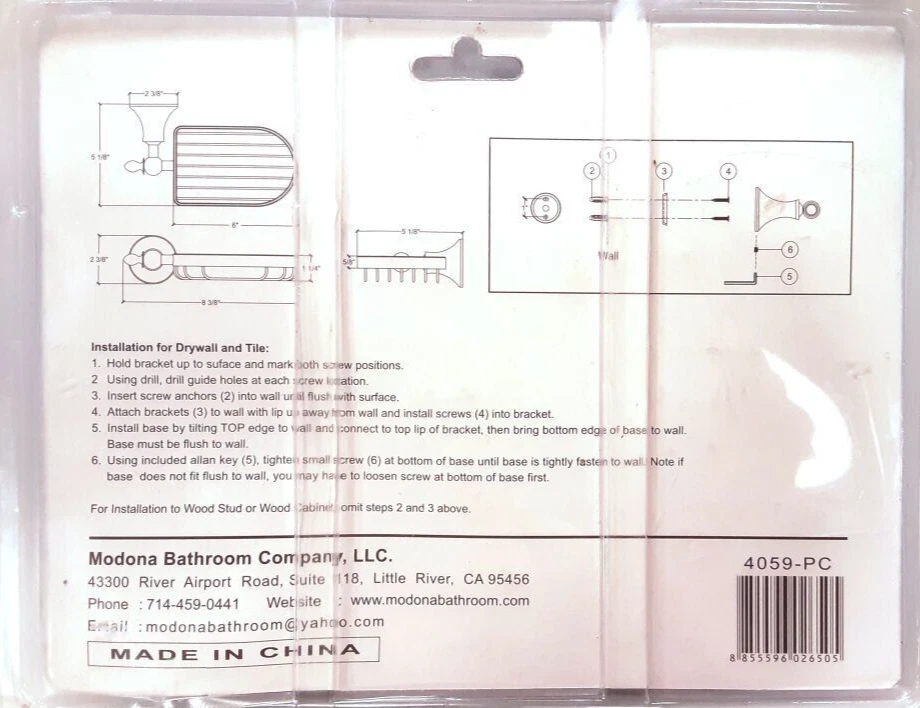 2 3/8"
5 1/8"
6"
2 3/8"
1 1/4"
8 3/8"
5 1/8"
5/8"
1
2
3
4
Wall
6
5
Installation for Drywall and Tile:
1. Hold bracket up to suface and mark both screw positions.
2 Using drill, drill guide holes at each screw location.
3. Insert screw anchors (2) into wall until flush with surface.
4. Attach brackets (3) to wall with lip up away from wall and install screws (4) into bracket.
5. Install base by tilting TOP edge to wall and connect to top lip of bracket, then bring bottom edge of base to wall.
Base must be flush to wall.
6. Using included allan key (5), tighten small screw (6) at bottom of base until base is tightly fasten to wall. Note if
base does not fit flush to wall, you may have to loosen screw at bottom of base first.
For Installation to Wood Stud or Wood Cabinet omit steps 2 and 3 above.
Modona Bathroom Company, LLC.
43300 River Airport Road, Suite 118, Little River, CA 95456
Phone : 714-459-0441 Website : www.modonabathroom.com
Email : modonabathroom@yahoo.com
MADE IN CHINA
4059-PC
8 855596 026505